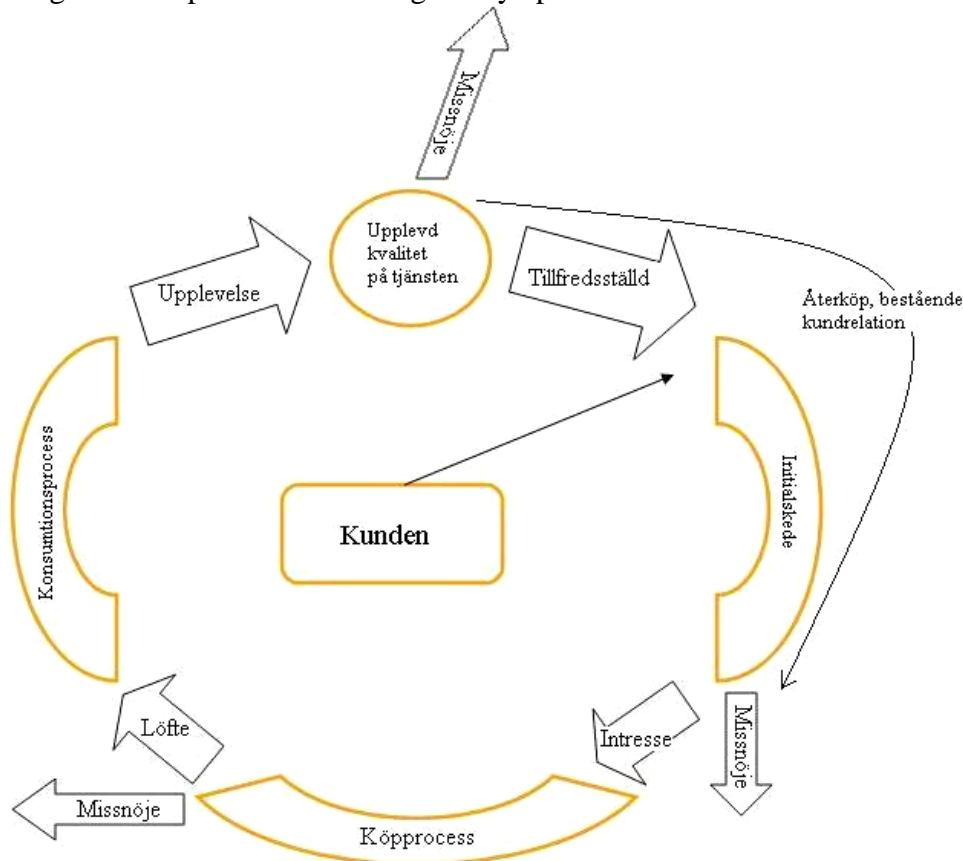 Missnöje
Upplevd
kvalitet
på tjänsten
Upplevelse
Tillfredsställd
Återköp, bestående
kundrelation
Konsumtionsprocess
Initialskede
Kunden
Löfte
Intresse
Missnöje
Missnöje
Köpprocess